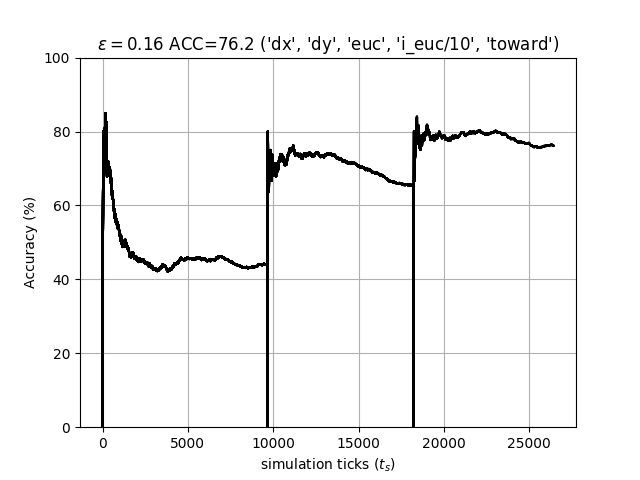 ε = 0.16 ACC=76.2 ('dx', 'dy', 'euc', 'i_euc/10', 'toward')
100
80
60
40
20
0
Accuracy (%)
0 5000 10000 15000 20000 25000
simulation ticks (tₛ)